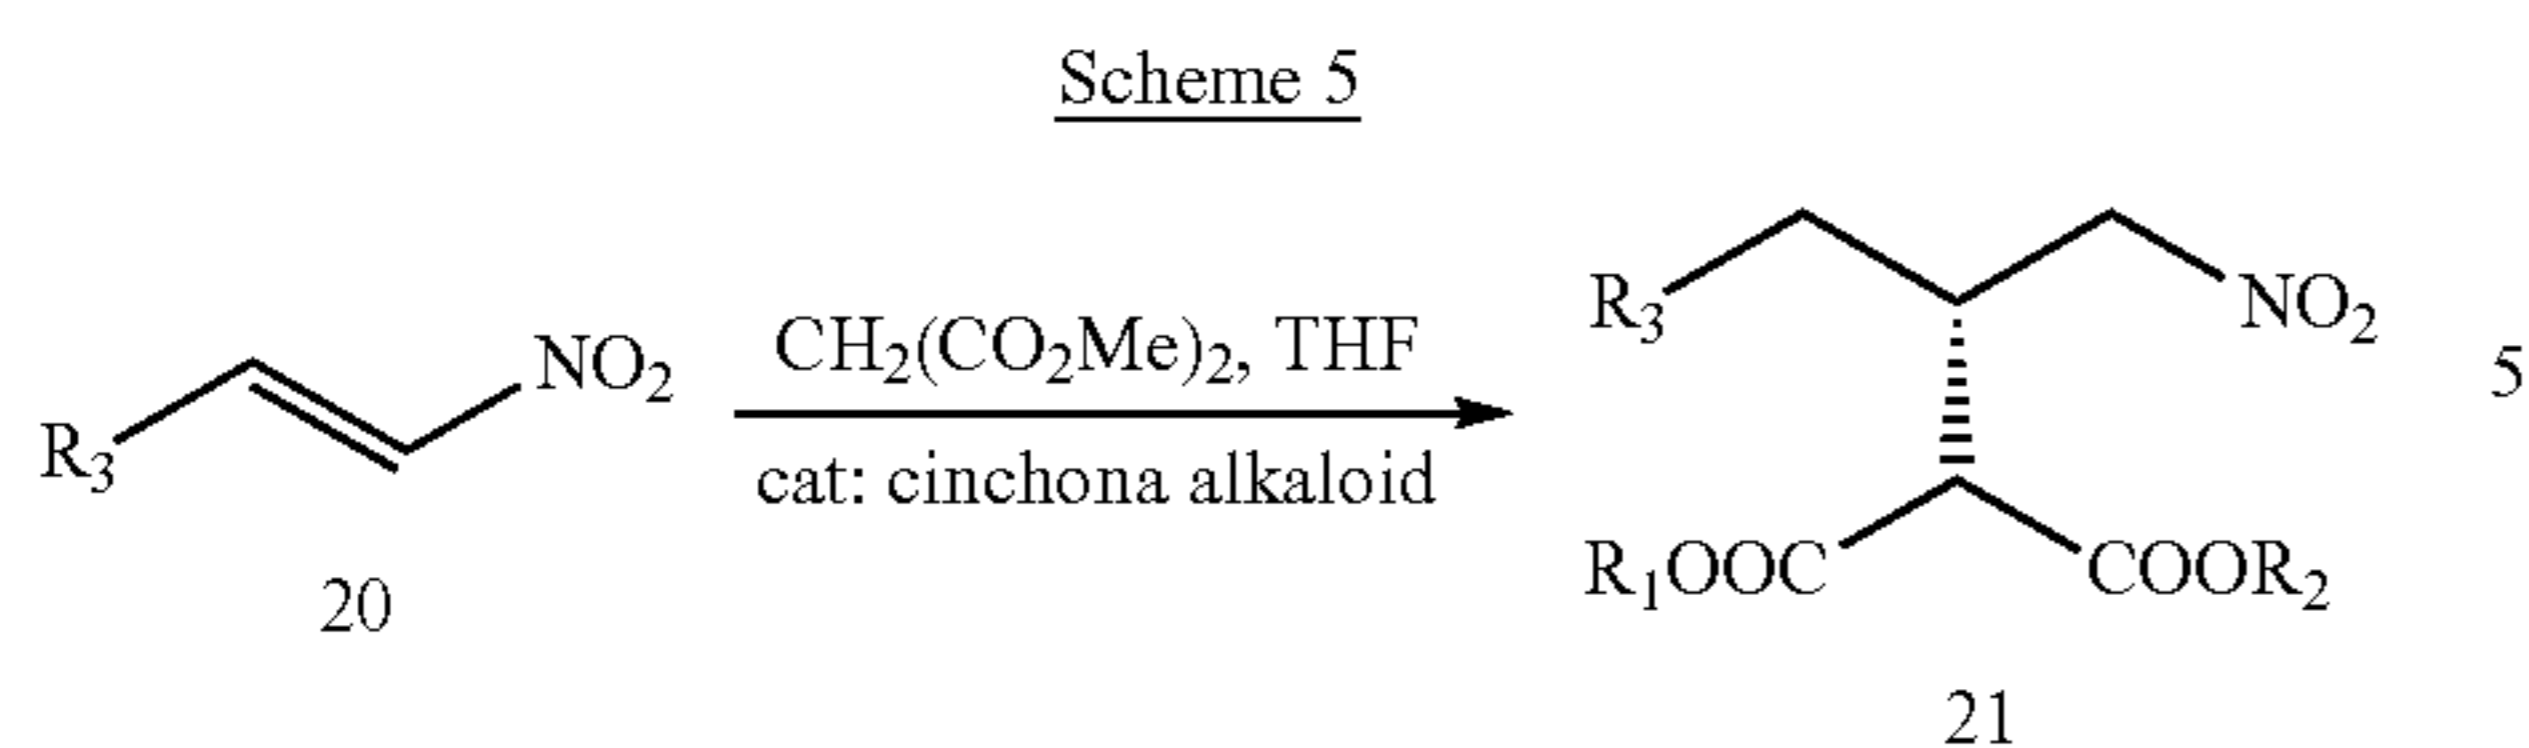 Scheme 5
R3
NO2
20
CH2(CO2Me)2, THF
cat: cinchona alkaloid
R3
NO2
R1OOC
COOR2
21
5